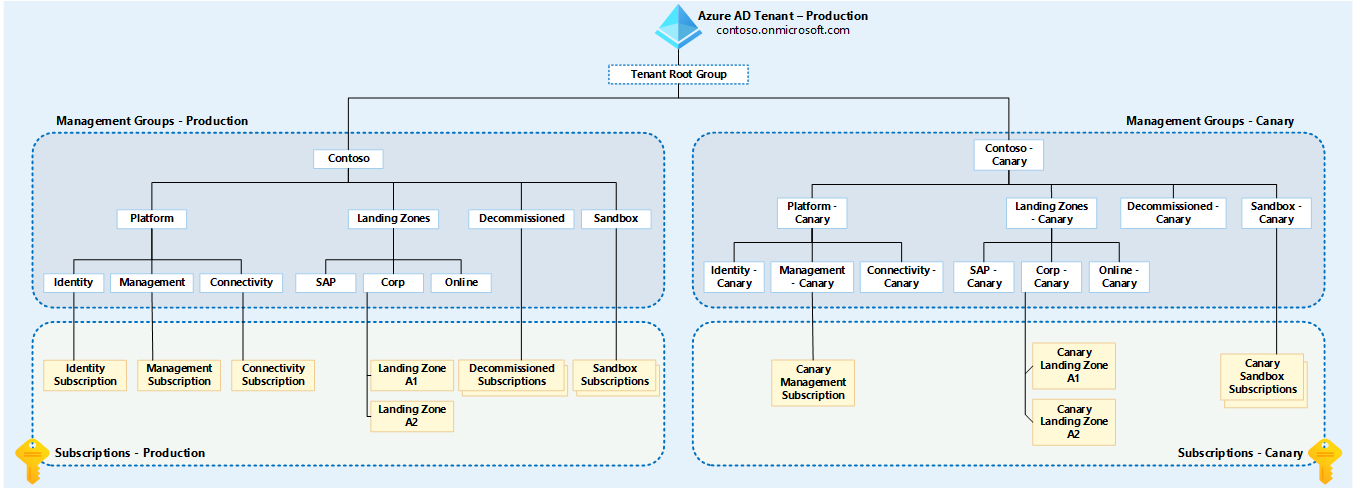 Azure AD Tenant – Production
contoso.onmicrosoft.com
Tenant Root Group
Management Groups - Production
Contoso
Platform
Landing Zones
Decommissioned
Sandbox
Identity
Management
Connectivity
SAP
Corp
Online
Identity
Subscription
Management
Subscription
Connectivity
Subscription
Landing Zone
A1
Landing Zone
A2
Decommissioned
Subscriptions
Sandbox
Subscriptions
Subscriptions - Production
Management Groups - Canary
Contoso -
Canary
Platform -
Canary
Landing Zones
- Canary
Decommissioned -
Canary
Sandbox -
Canary
Identity -
Canary
Management
- Canary
Connectivity -
Canary
SAP -
Canary
Corp -
Canary
Online -
Canary
Canary
Management
Subscription
Canary
Landing Zone
A1
Canary
Landing Zone
A2
Canary
Sandbox
Subscriptions
Subscriptions - Canary